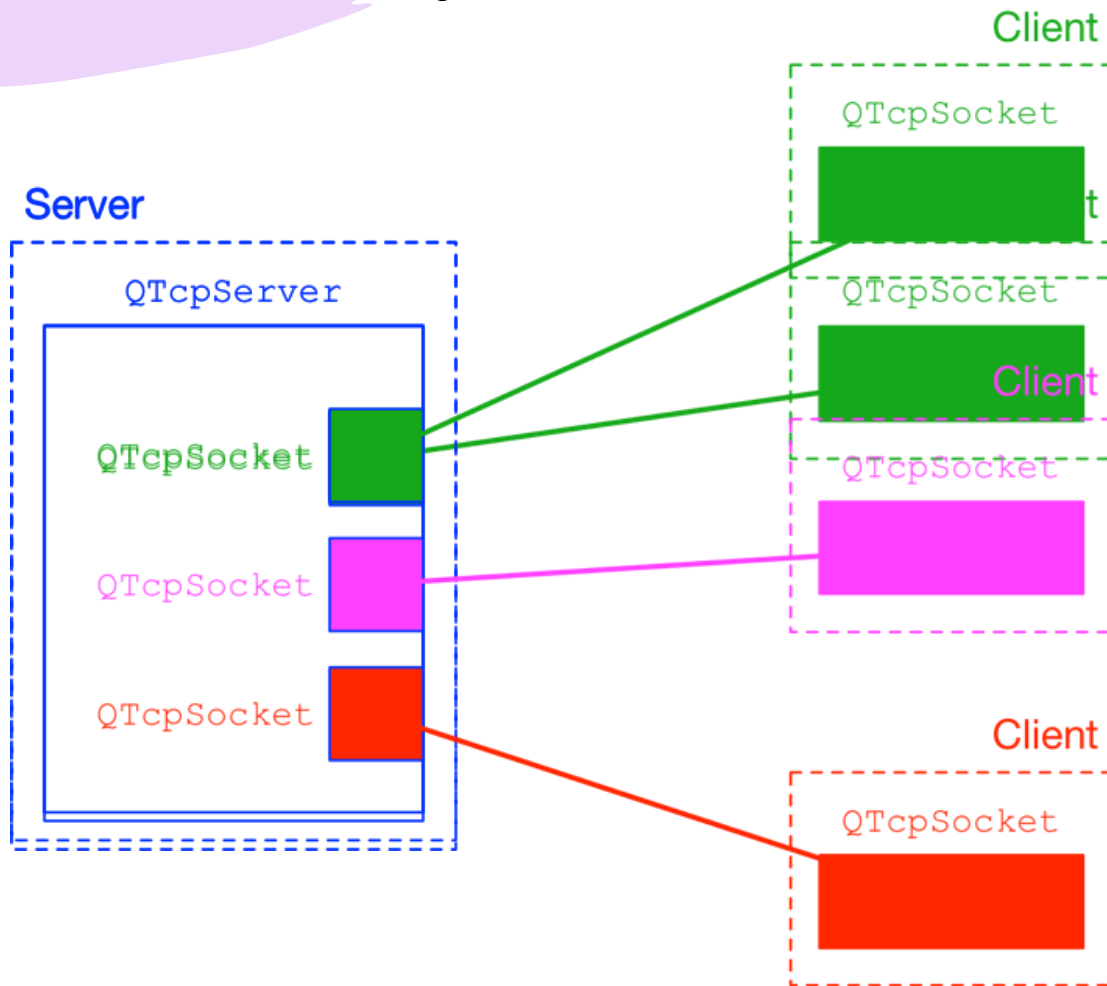 Client
QTcpSocket
Server
t
QTcpServer
QTcpSocket
Client
QTcpSocket
QTcpSocket
QTcpSocket
QTcpSocket
Client
QTcpSocket